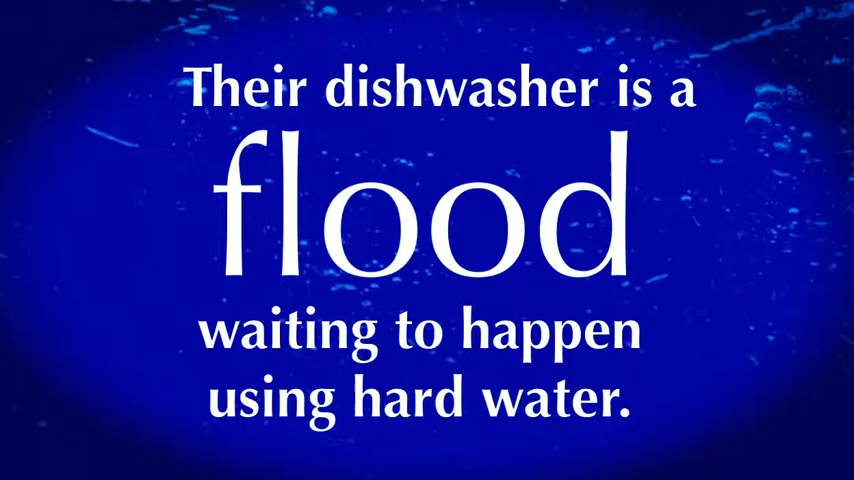 Their dishwasher is a
flood
waiting to happen
using hard water.